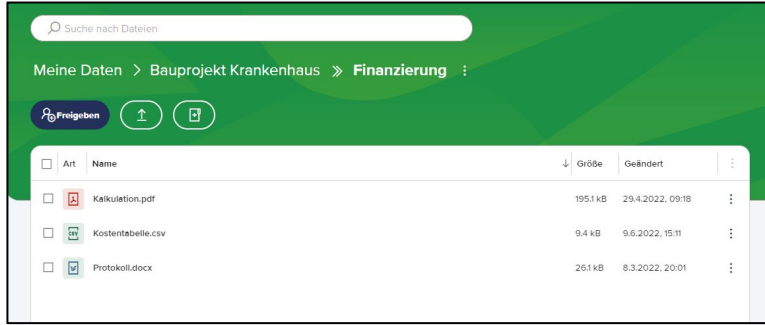 Suche nach Dateien
Meine Daten > Bauprojekt Krankenhaus >> Finanzierung
Freigeben
Art Name Größe Geändert
Kalkulation.pdf 195.1 kB 29.4.2022, 09:18
CSV Kostentabelle.csv 9.4 kB 9.6.2022, 15:11
Protokoll.docx 26.1 kB 8.3.2022, 20:01